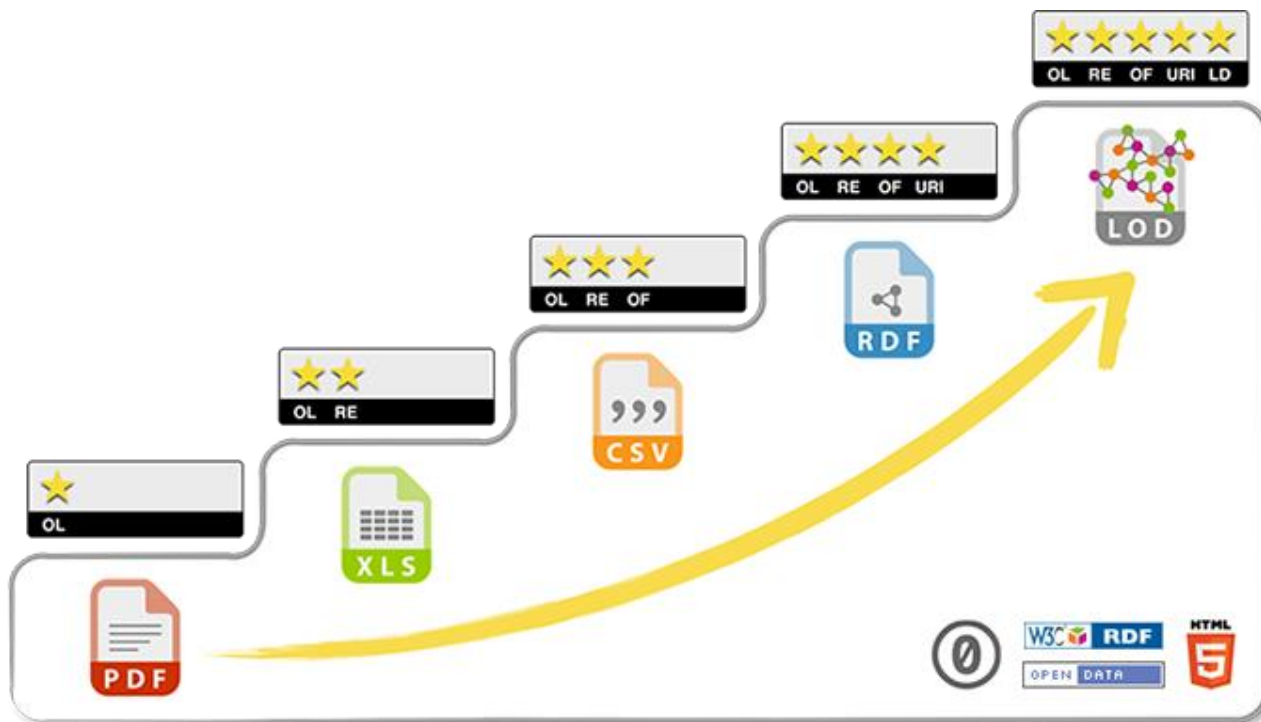 OL RE OF URI LD
OL RE OF URI
LOD
OL RE OF
RDF
OL RE
CSV
OL
XLS
PDF
W3C RDF
OPEN DATA
HTML
5
0